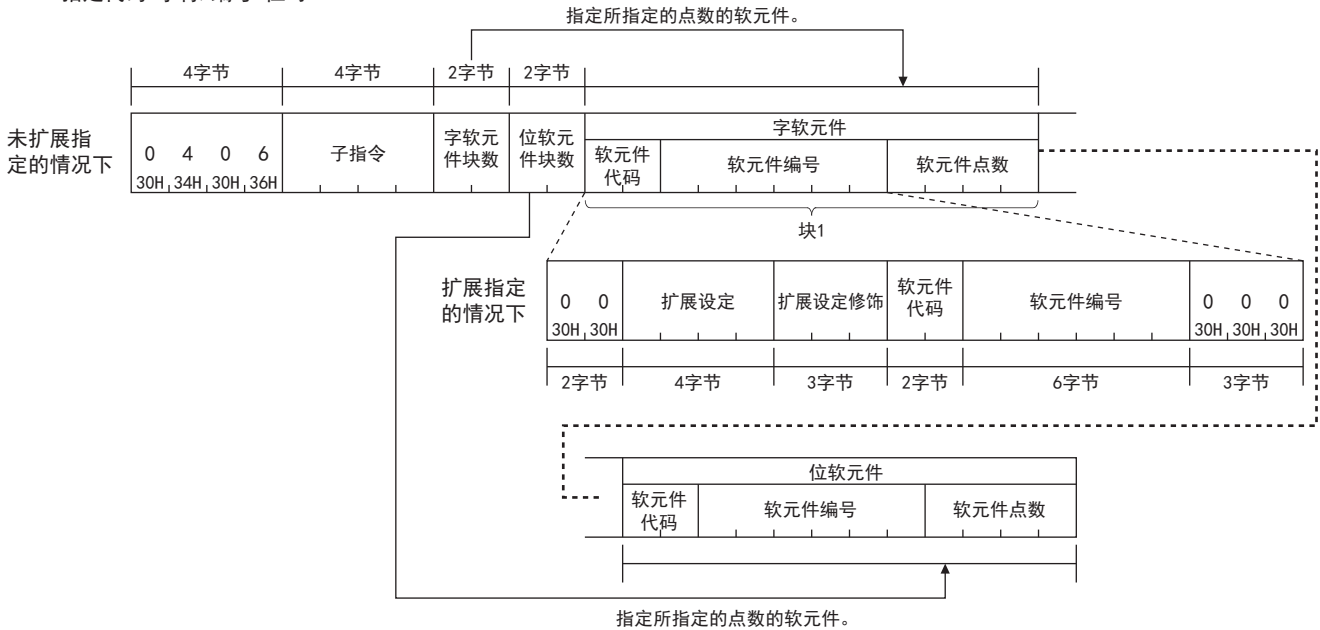 指定所指定的点数的软元件。
4字节 4字节 2字节 2字节
未扩展指
定的情况下
0 4 0 6
30H 34H 30H 36H
子指令
字软元
件块数
位软元
件块数
字软元件
软元件
代码
软元件编号
软元件点数
块1
扩展指定
的情况下
0 0
30H 30H
扩展设定
扩展设定修饰
软元件
代码
软元件编号
0 0 0
30H 30H 30H
2字节 4字节 3字节 2字节 6字节 3字节
位软元件
软元件
代码
软元件编号
软元件点数
指定所指定的点数的软元件。